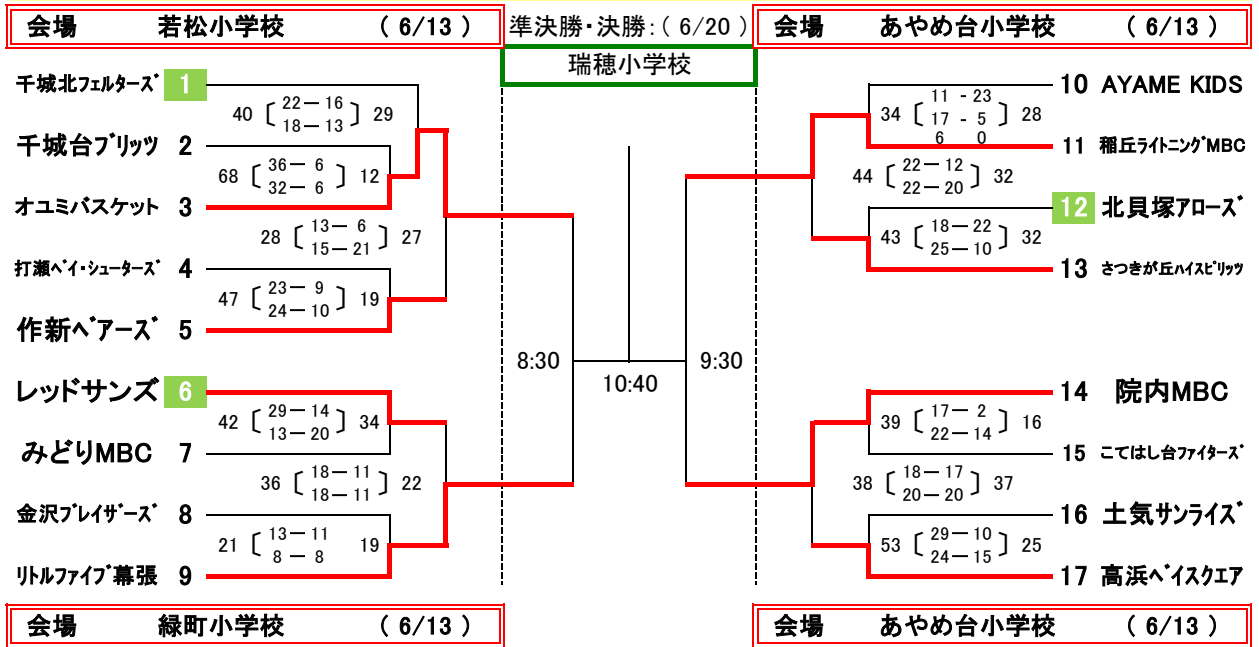 会場 若松小学校 ( 6/13 )
準決勝・決勝:( 6/20 )
会場 あやめ台小学校 ( 6/13 )
瑞穂小学校
千城北フェルターズ 1
40 〔 22－16 〕 29
18－13
千城台ブリッツ 2
68 〔 36－ 6 〕 12
32－ 6
オユミバスケット 3
28 〔 13－ 6 〕 27
15－21
打瀬ベイ・シューターズ 4
47 〔 23－ 9 〕 19
24－10
作新ベアーズ 5
レッドサンズ 6
42 〔 29－14 〕 34
13－20
みどりMBC 7
36 〔 18－11 〕 22
18－11
金沢ブレイザーズ 8
21 〔 13－11 19
8 － 8
リトルファイブ幕張 9
8:30
10:40
9:30
10 AYAME KIDS
34 〔 11 - 23 〕 28
17 - 5
6 0
11 稲丘ライトニングMBC
44 〔 22－12 〕 32
22－20
12 北貝塚アローズ
43 〔 18－22 〕 32
25－10
13 さつきが丘ハイスピリッツ
14 院内MBC
39 〔 17－ 2 〕 16
22－14
15 こてはし台ファイターズ
38 〔 18－17 〕 37
20－20
16 土気サンライズ
53 〔 29－10 〕 25
24－15
17 高浜ベイスクエア
会場 緑町小学校 ( 6/13 )
会場 あやめ台小学校 ( 6/13 )